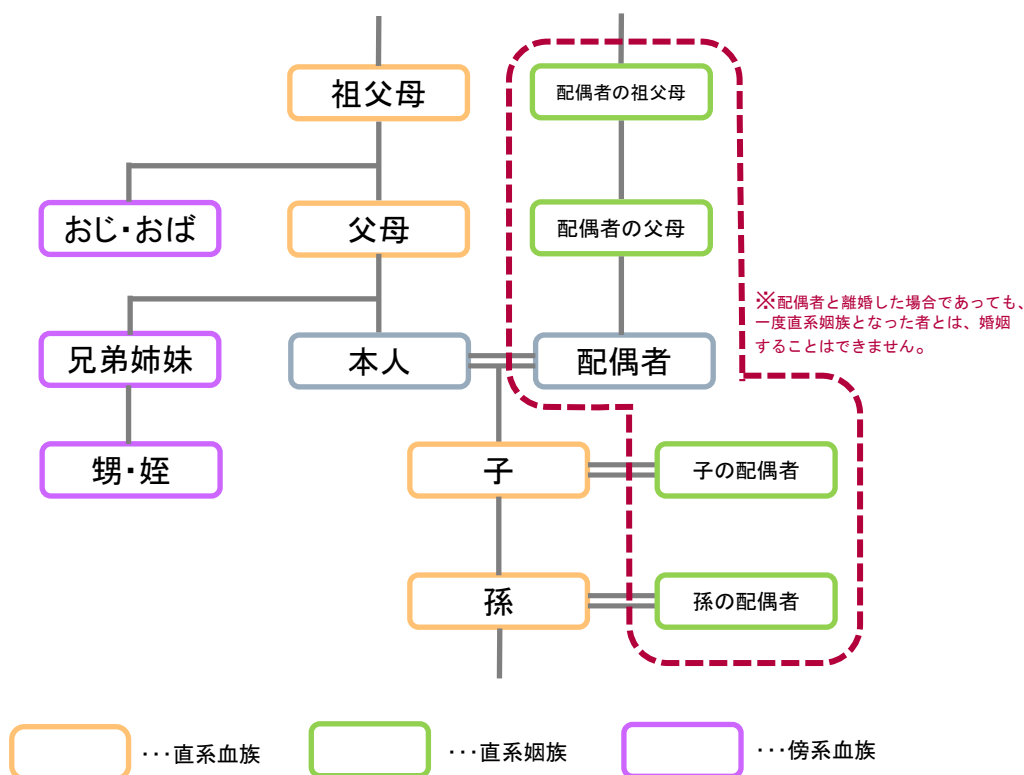 祖父母
配偶者の祖父母
おじ・おば
父母
配偶者の父母
※配偶者と離婚した場合であっても、
一度直系姻族となった者とは、婚姻
することはできません。
兄弟姉妹
本人
配偶者
甥・姪
子
子の配偶者
孫
孫の配偶者
･･･直系血族
･･･直系姻族
･･･傍系血族